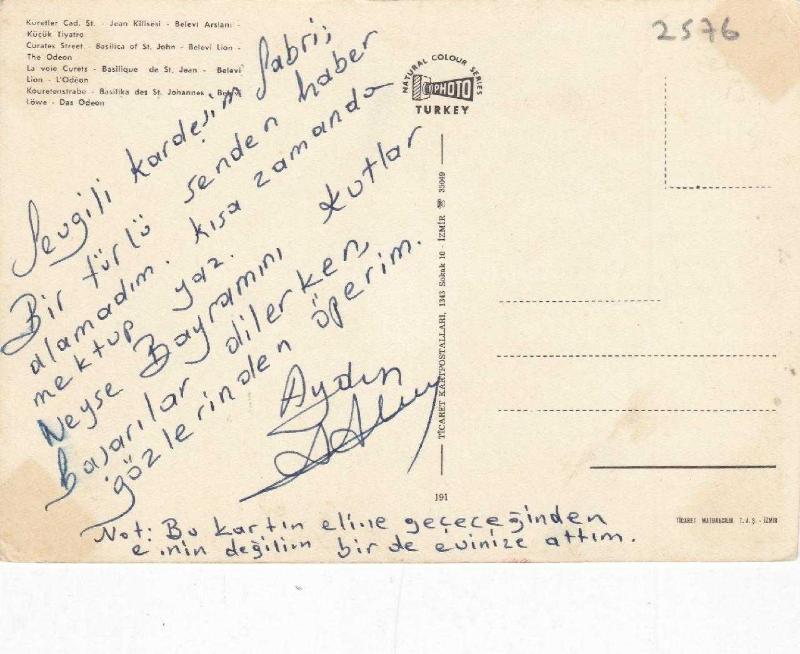 Kuretler Cad. St. - Jean Kilisesi - Belevi Arslanı -
Küçük Tiyatro
Curates Street - Basilica of St. John - Belevi Lion -
The Odeon
La voie Curets - Basilique de St. Jean - Belevi
Lion - L'Odéon
Kouretenstrabe - Basilika des St. Johannes - Belevi
Löwe - Das Odeon
2576
NATURAL COLOUR SERIES
PHOTO
TURKEY
Sevgili kardeşim Sabri;
Bir türlü senden haber
alamadım. Kısa zamanda
mektup yaz.
Neyse Bayramını kutlar
başarılar dilerken,
gözlerinden öperim.
Aydın
TİCARET KARTPOSTALLARI, 1343 Sokak 10 - İZMİR ☎ 35049
191
TİCARET MATBAACILIK T.A.Ş. - İZMİR
Not: Bu kartın eline geçeceğinden
emin değilim bir de evinize attım.